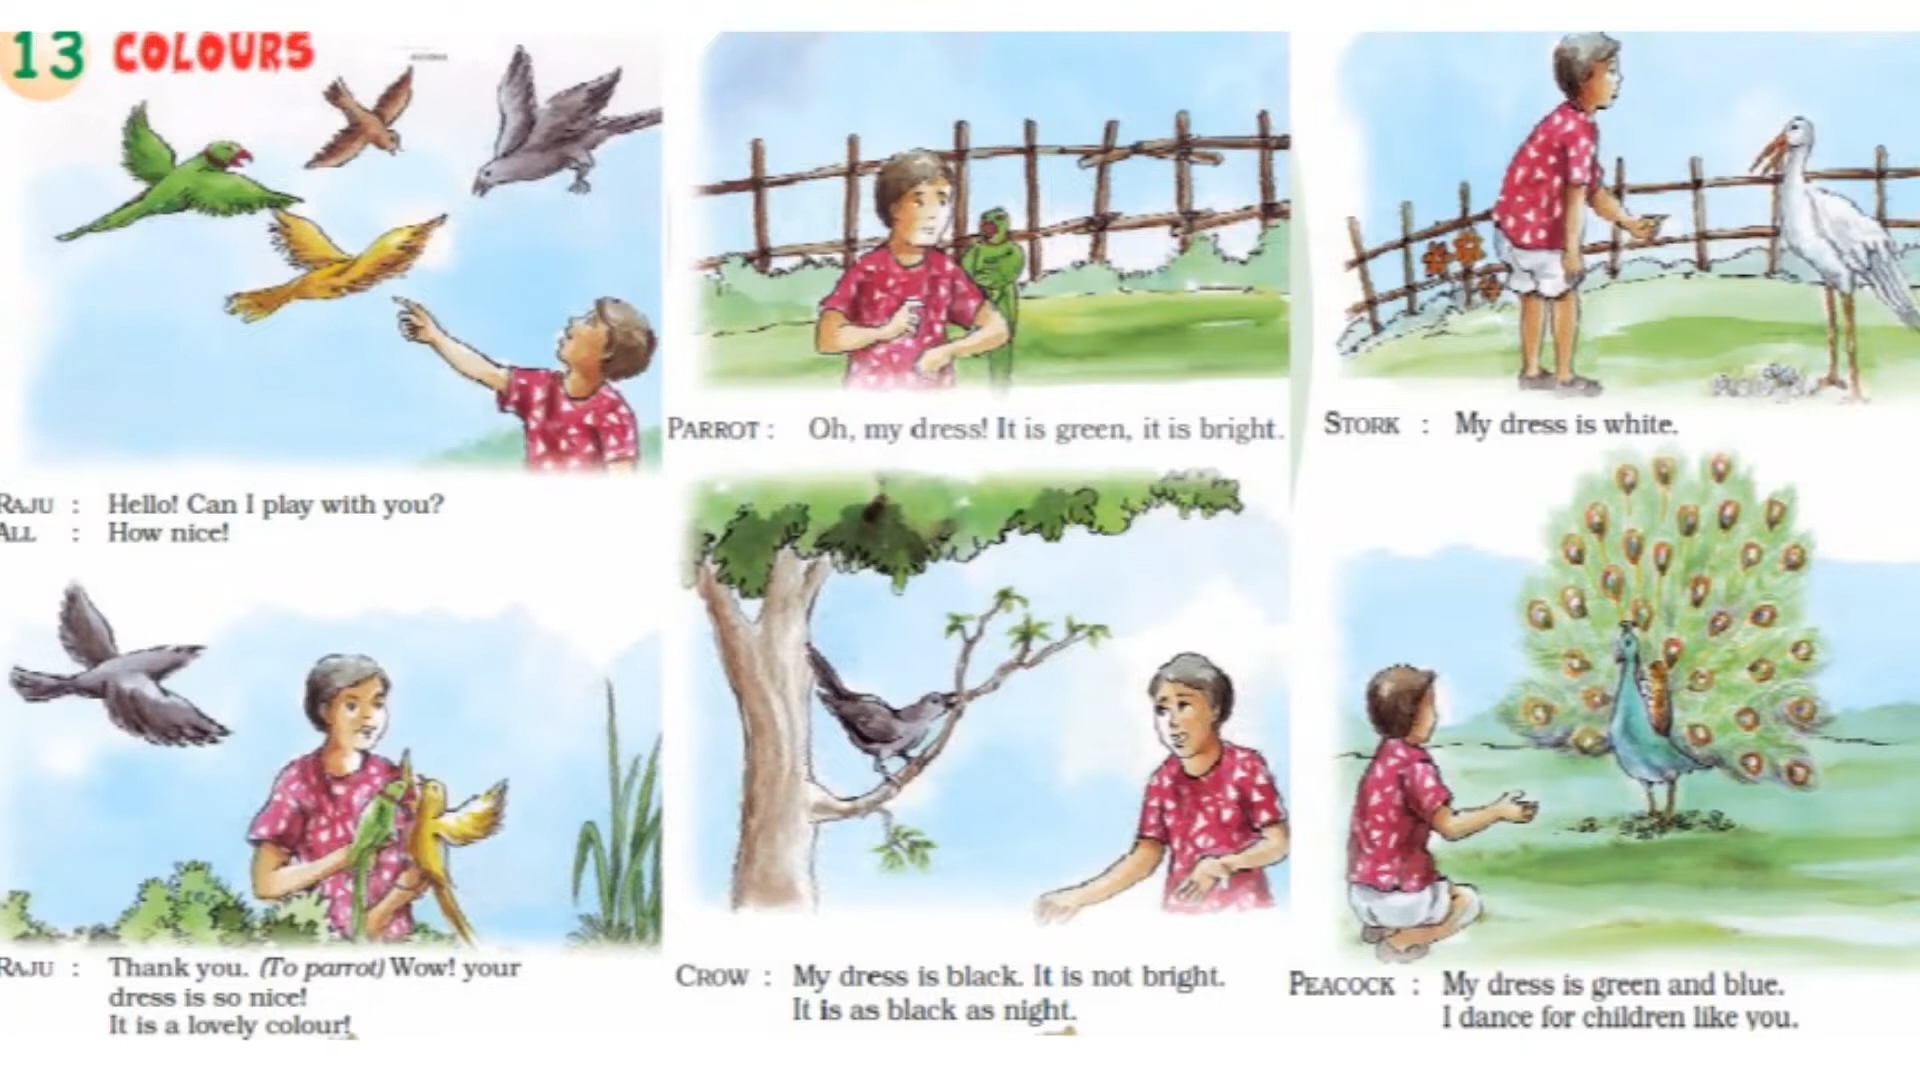 13 COLOURS
RAJU : Hello! Can I play with you?
ALL : How nice!
RAJU : Thank you. (To parrot) Wow! your
dress is so nice!
It is a lovely colour!
PARROT : Oh, my dress! It is green, it is bright.
CROW : My dress is black. It is not bright.
It is as black as night.
STORK : My dress is white.
PEACOCK : My dress is green and blue.
I dance for children like you.